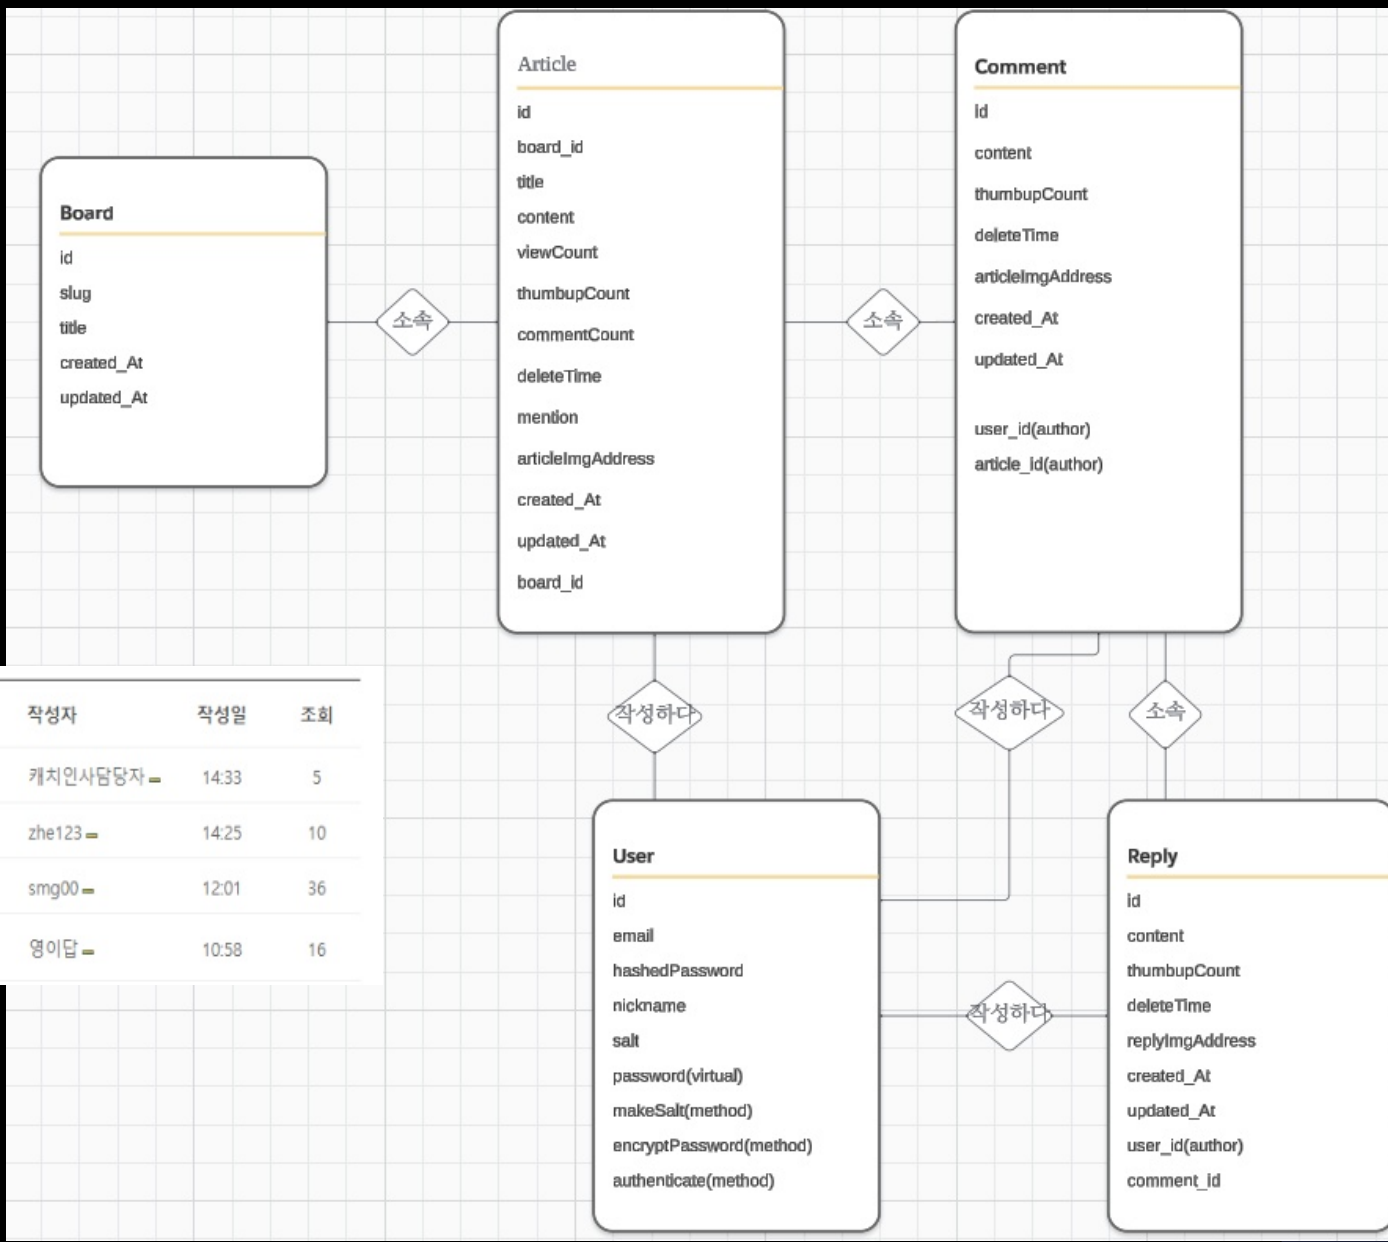 Board
id
slug
title
created_At
updated_At
소속
Article
id
board_id
title
content
viewCount
thumbupCount
commentCount
deleteTime
mention
articleImgAddress
created_At
updated_At
board_id
소속
Comment
id
content
thumbupCount
deleteTime
articleImgAddress
created_At
updated_At
user_id(author)
article_id(author)
작성자 작성일 조회
캐치인사담당자 14:33 5
zhe123 14:25 10
smg00 12:01 36
영이답 10:58 16
작성하다
작성하다
소속
User
id
email
hashedPassword
nickname
salt
password(virtual)
makeSalt(method)
encryptPassword(method)
authenticate(method)
작성하다
Reply
id
content
thumbupCount
deleteTime
replyImgAddress
created_At
updated_At
user_id(author)
comment_id